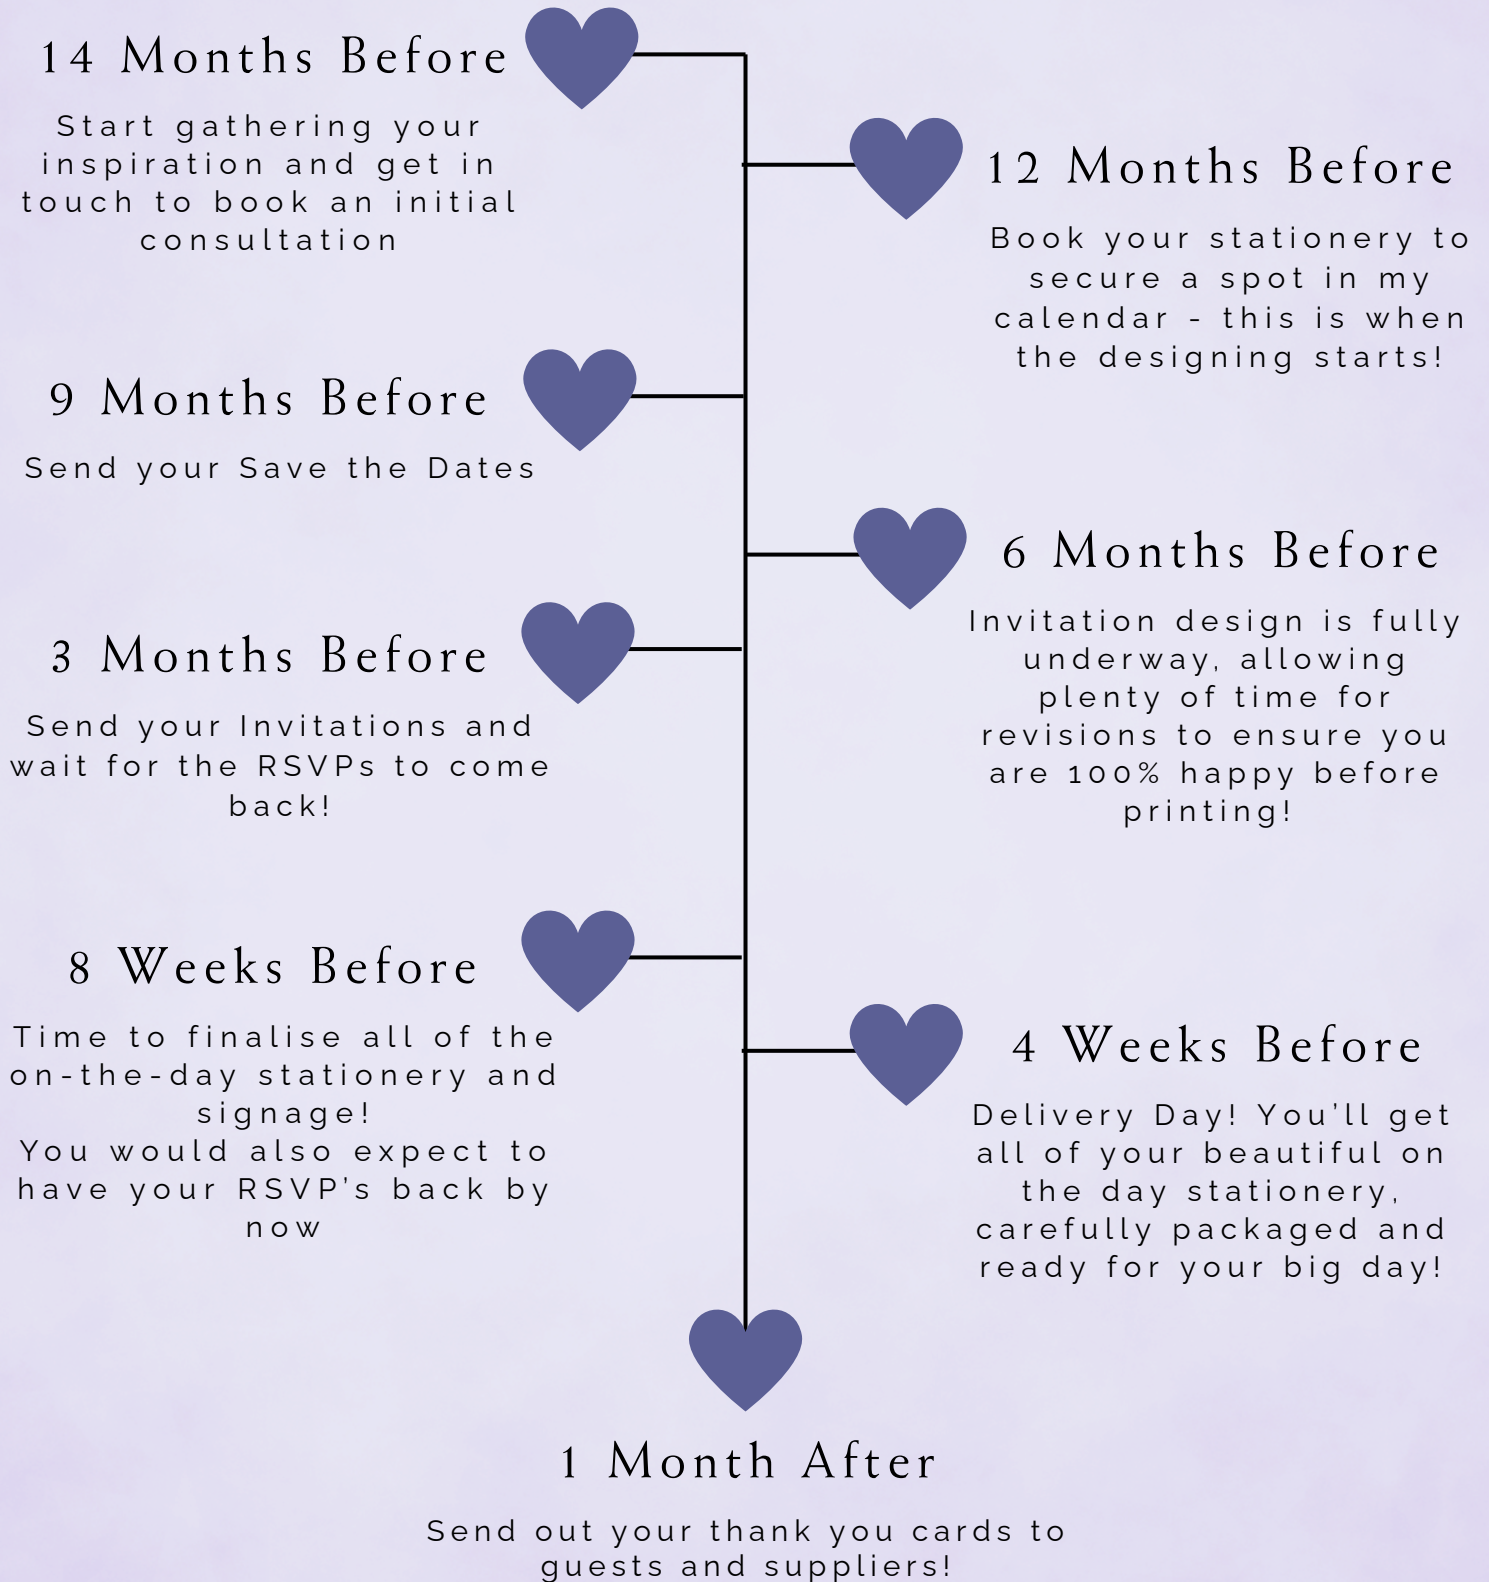 14 Months Before
Start gathering your
inspiration and get in
touch to book an initial
consultation
12 Months Before
Book your stationery to
secure a spot in my
calendar - this is when
the designing starts!
9 Months Before
Send your Save the Dates
6 Months Before
Invitation design is fully
underway, allowing
plenty of time for
revisions to ensure you
are 100% happy before
printing!
3 Months Before
Send your Invitations and
wait for the RSVPs to come
back!
8 Weeks Before
Time to finalise all of the
on-the-day stationery and
signage!
You would also expect to
have your RSVP’s back by
now
4 Weeks Before
Delivery Day! You’ll get
all of your beautiful on
the day stationery,
carefully packaged and
ready for your big day!
1 Month After
Send out your thank you cards to
guests and suppliers!